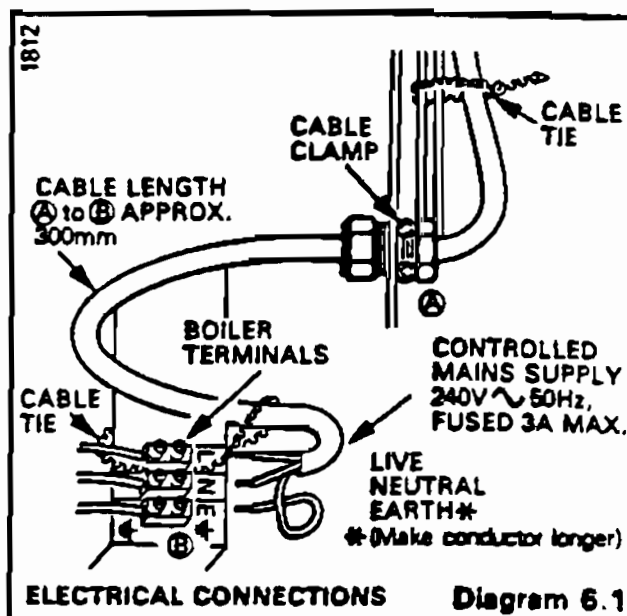 1812
CABLE
TIE
CABLE
CLAMP
CABLE LENGTH
Ⓐ to Ⓑ APPROX.
300mm
Ⓐ
BOILER
TERMINALS
CONTROLLED
MAINS SUPPLY
240V ∿ 50Hz,
FUSED 3A MAX.
CABLE
TIE
L
N
E
LIVE
NEUTRAL
EARTH*
* (Make conductor longer)
Ⓑ
ELECTRICAL CONNECTIONS
Diagram 6.1